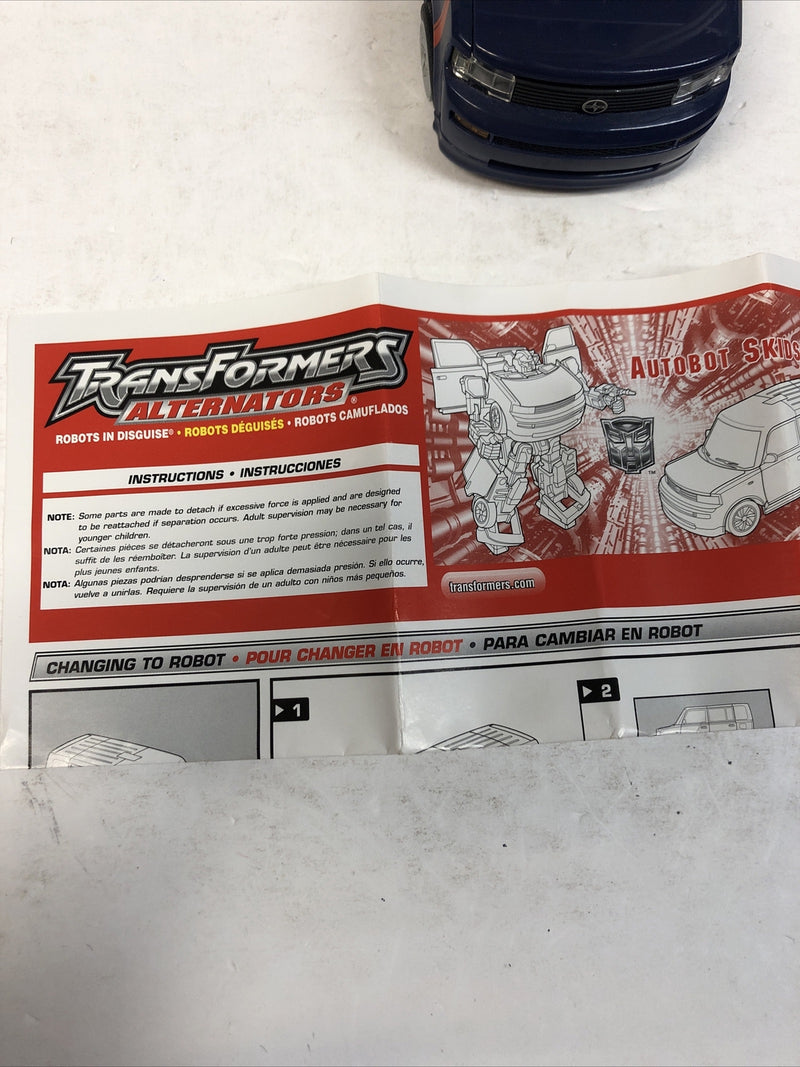 TRANSFORMERS
ALTERNATORS®
ROBOTS IN DISGUISE® • ROBOTS DÉGUISÉS • ROBOTS CAMUFLADOS
INSTRUCTIONS • INSTRUCCIONES
NOTE: Some parts are made to detach if excessive force is applied and are designed
to be reattached if separation occurs. Adult supervision may be necessary for
younger children.
NOTA: Certaines pièces se détacheront sous une trop forte pression; dans un tel cas, il
suffit de les réemboîter. La supervision d'un adulte peut être nécessaire pour les
plus jeunes enfants.
NOTA: Algunas piezas podrían desprenderse si se aplica demasiada presión. Si ello ocurre,
vuelve a unirlas. Requiere la supervisión de un adulto con niños más pequeños.
AUTOBOT SKIDS
TM
transformers.com
CHANGING TO ROBOT • POUR CHANGER EN ROBOT • PARA CAMBIAR EN ROBOT
1
2